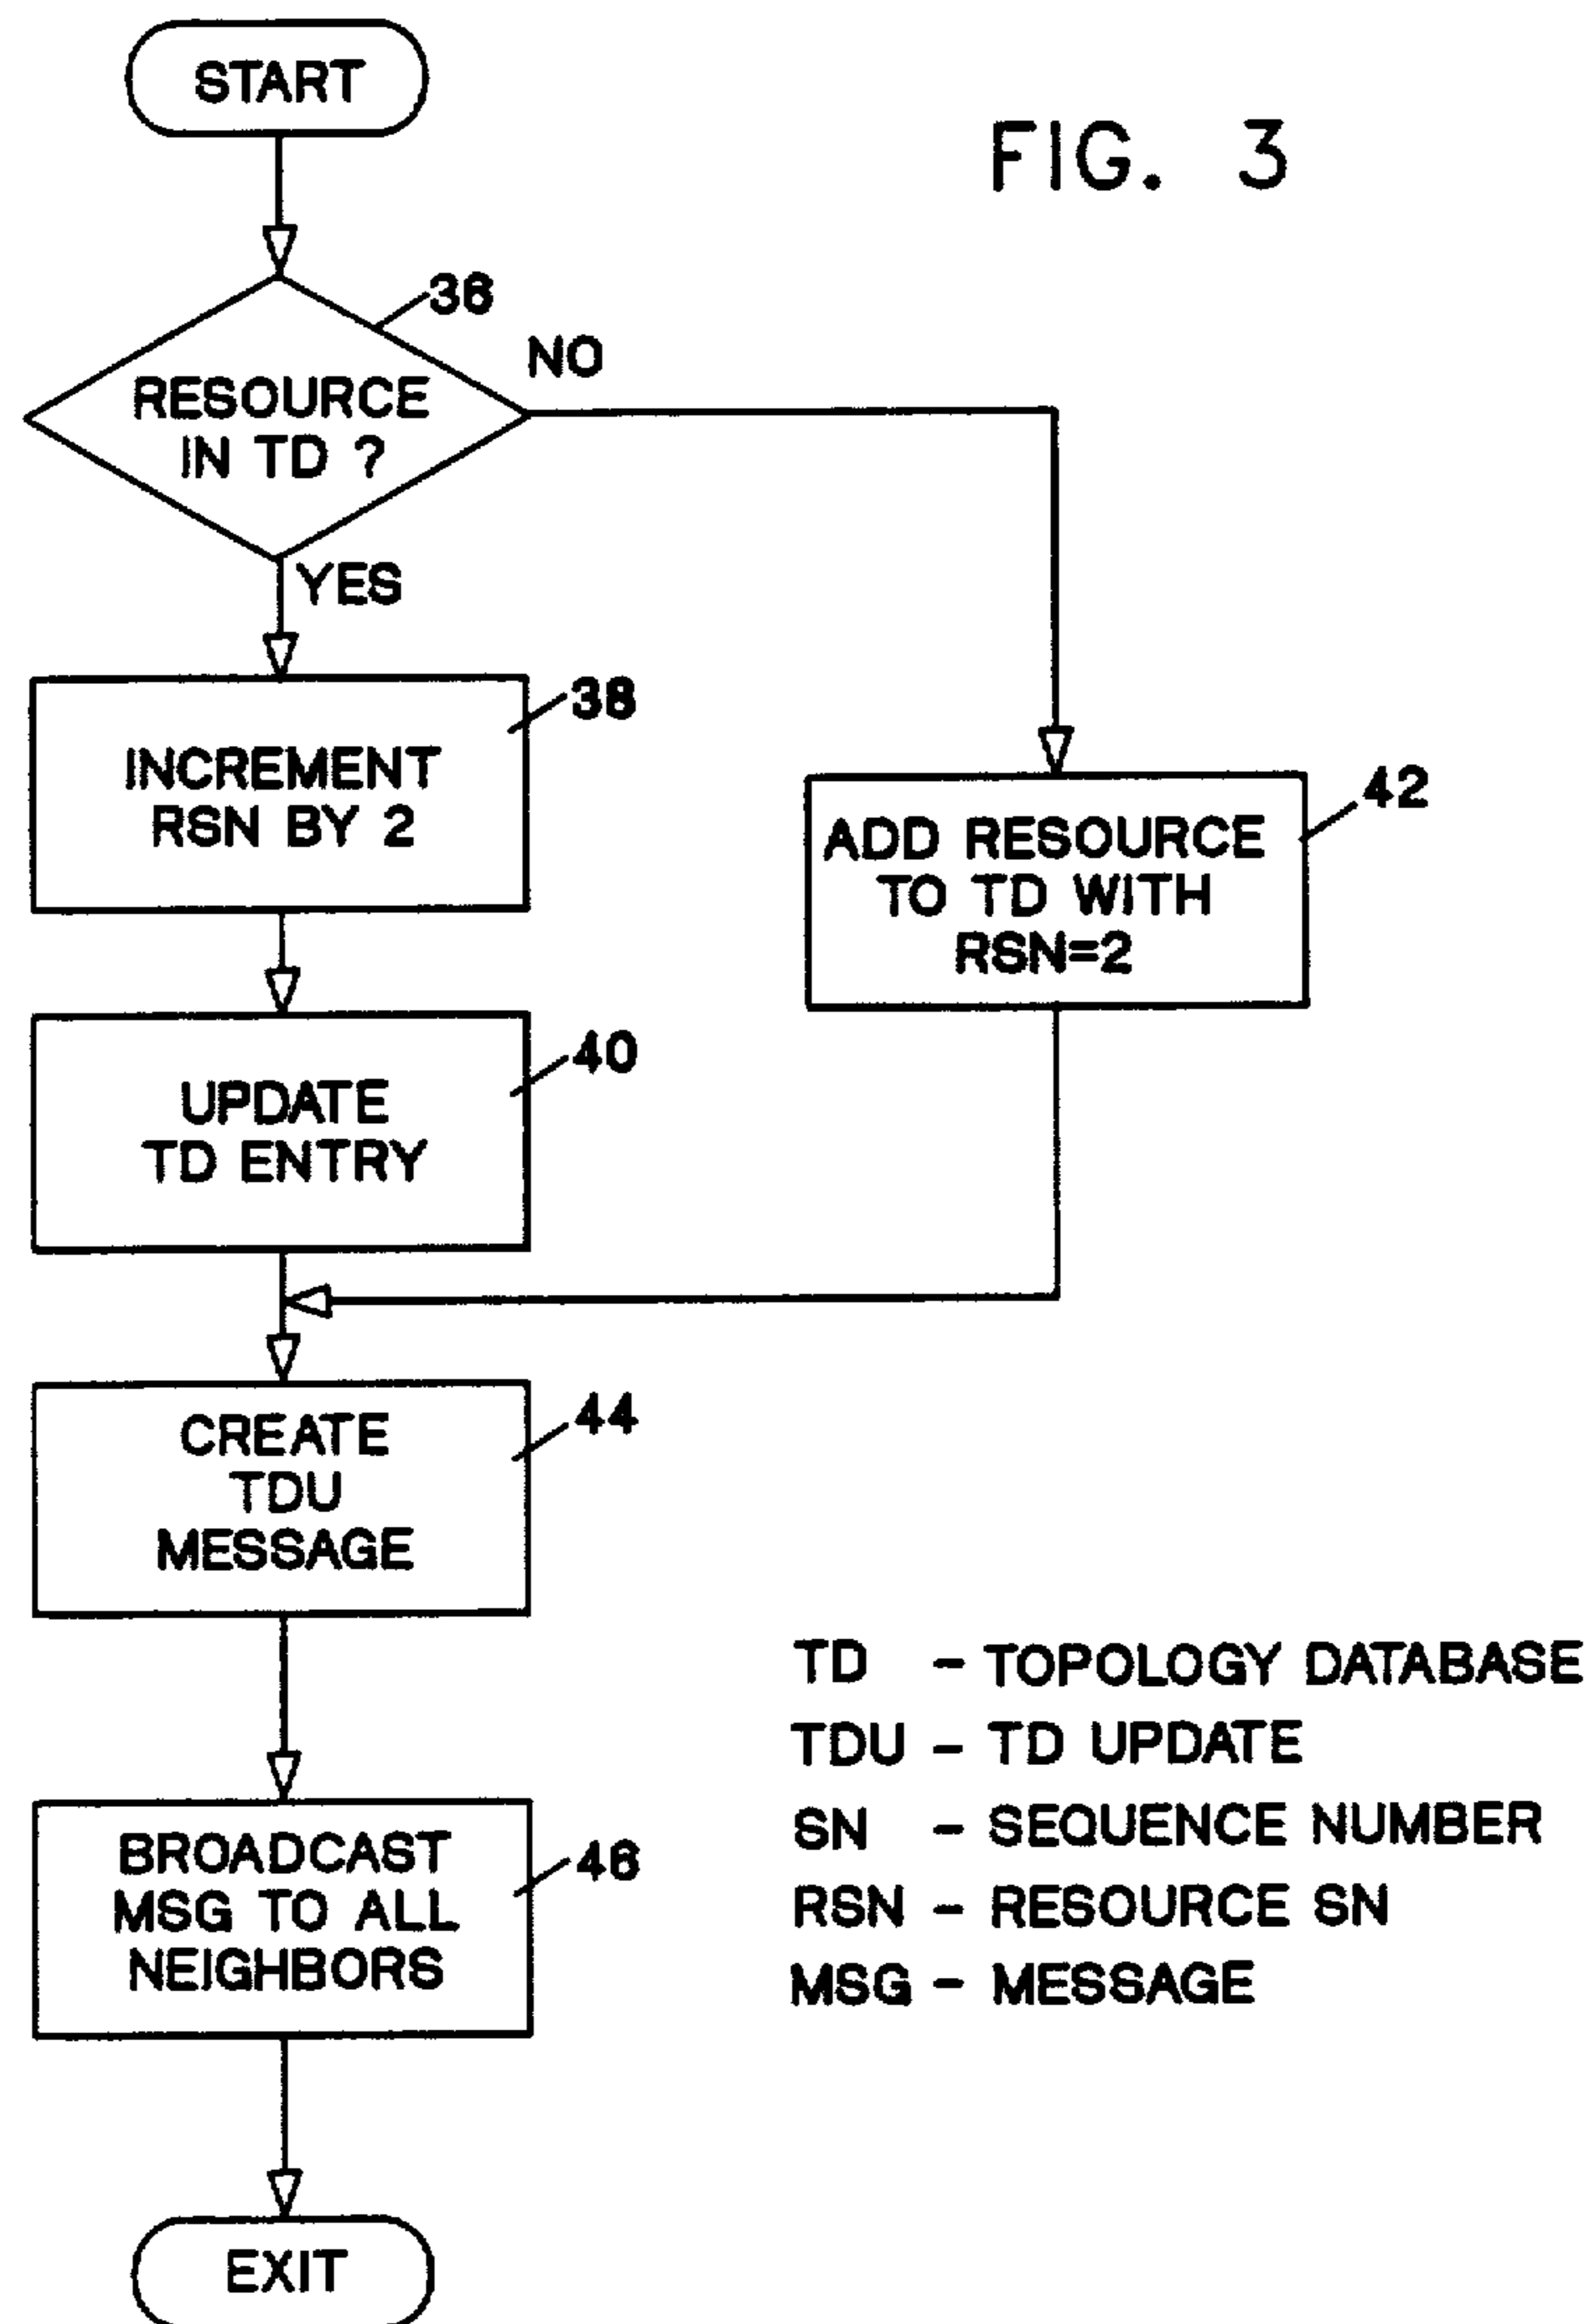 START
FIG. 3
36
RESOURCE
IN TD ?
NO
YES
38
INCREMENT
RSN BY 2
42
ADD RESOURCE
TO TD WITH
RSN=2
40
UPDATE
TD ENTRY
44
CREATE
TDU
MESSAGE
46
BROADCAST
MSG TO ALL
NEIGHBORS
EXIT
TD - TOPOLOGY DATABASE
TDU - TD UPDATE
SN - SEQUENCE NUMBER
RSN - RESOURCE SN
MSG - MESSAGE